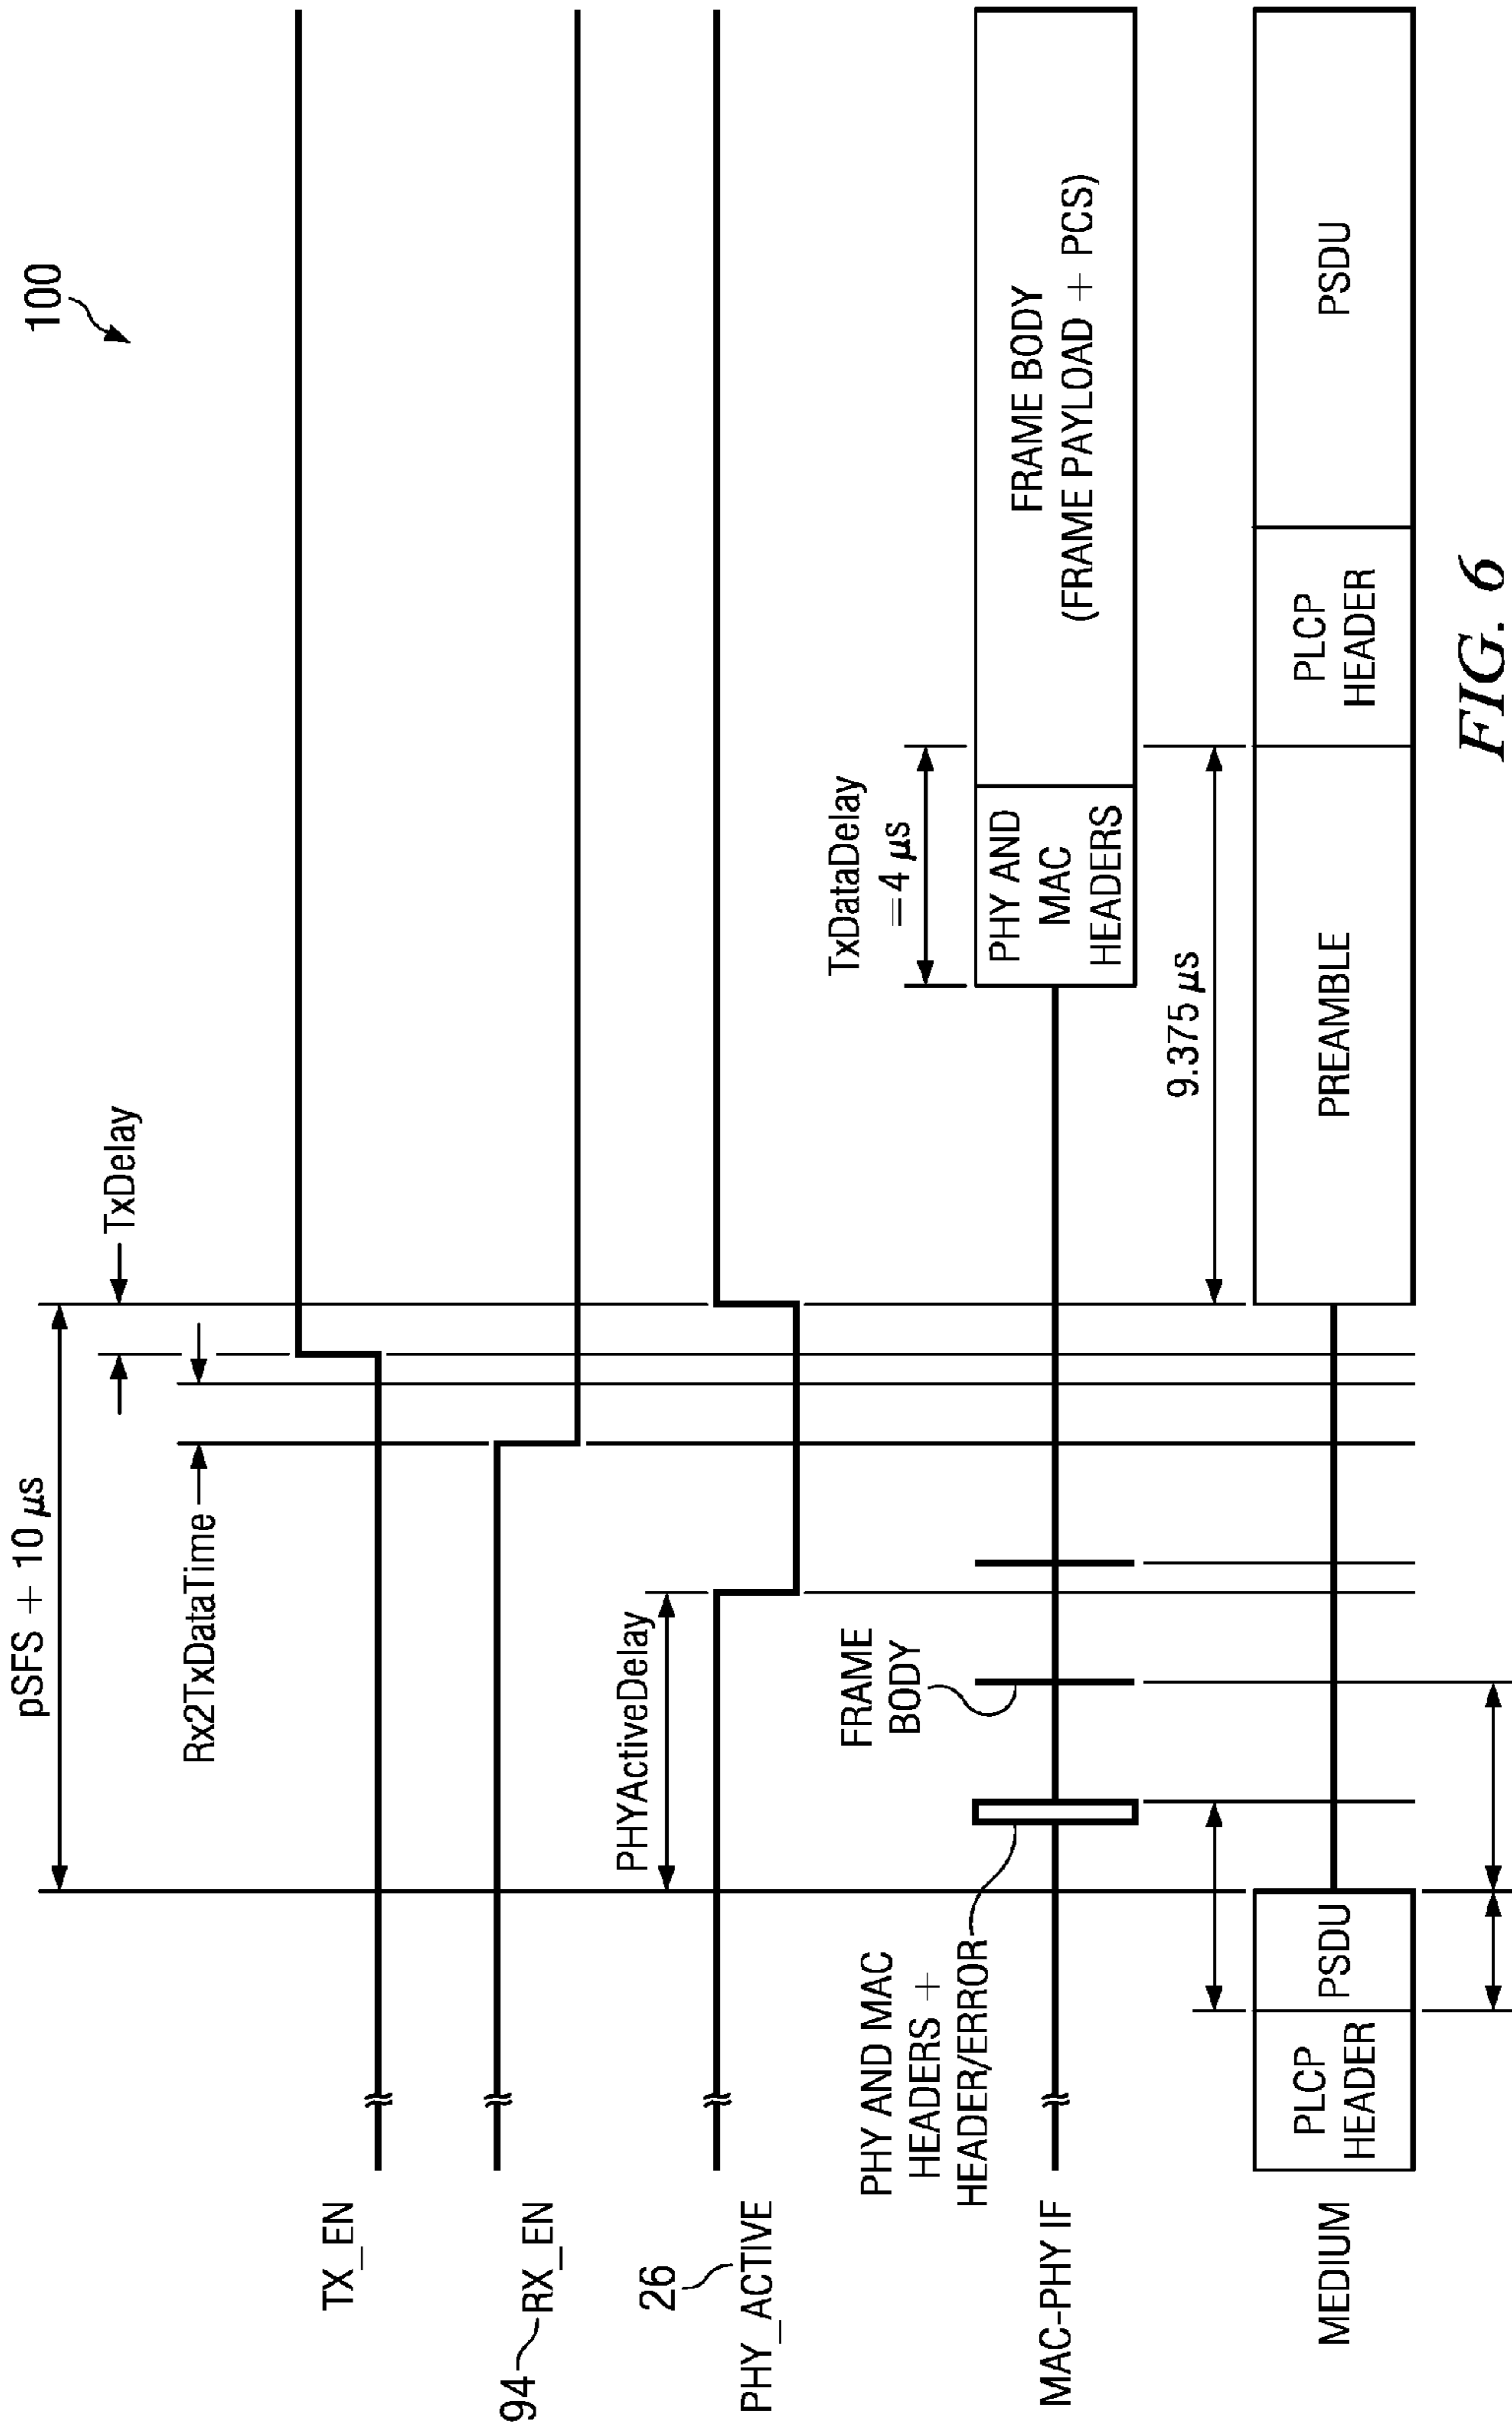 100
pSFS + 10 µs
TxDelay
Rx2TxDataTime
TX_EN
94
RX_EN
26
PHY_ACTIVE
PHYActiveDelay
TxDataDelay
=4 µs
FRAME
BODY
PHY AND MAC
HEADERS +
HEADER/ERROR
MAC-PHY IF
PHY AND
MAC
HEADERS
FRAME BODY
(FRAME PAYLOAD + PCS)
9.375 µs
MEDIUM
PLCP
HEADER
PSDU
PREAMBLE
PLCP
HEADER
PSDU
FIG. 6